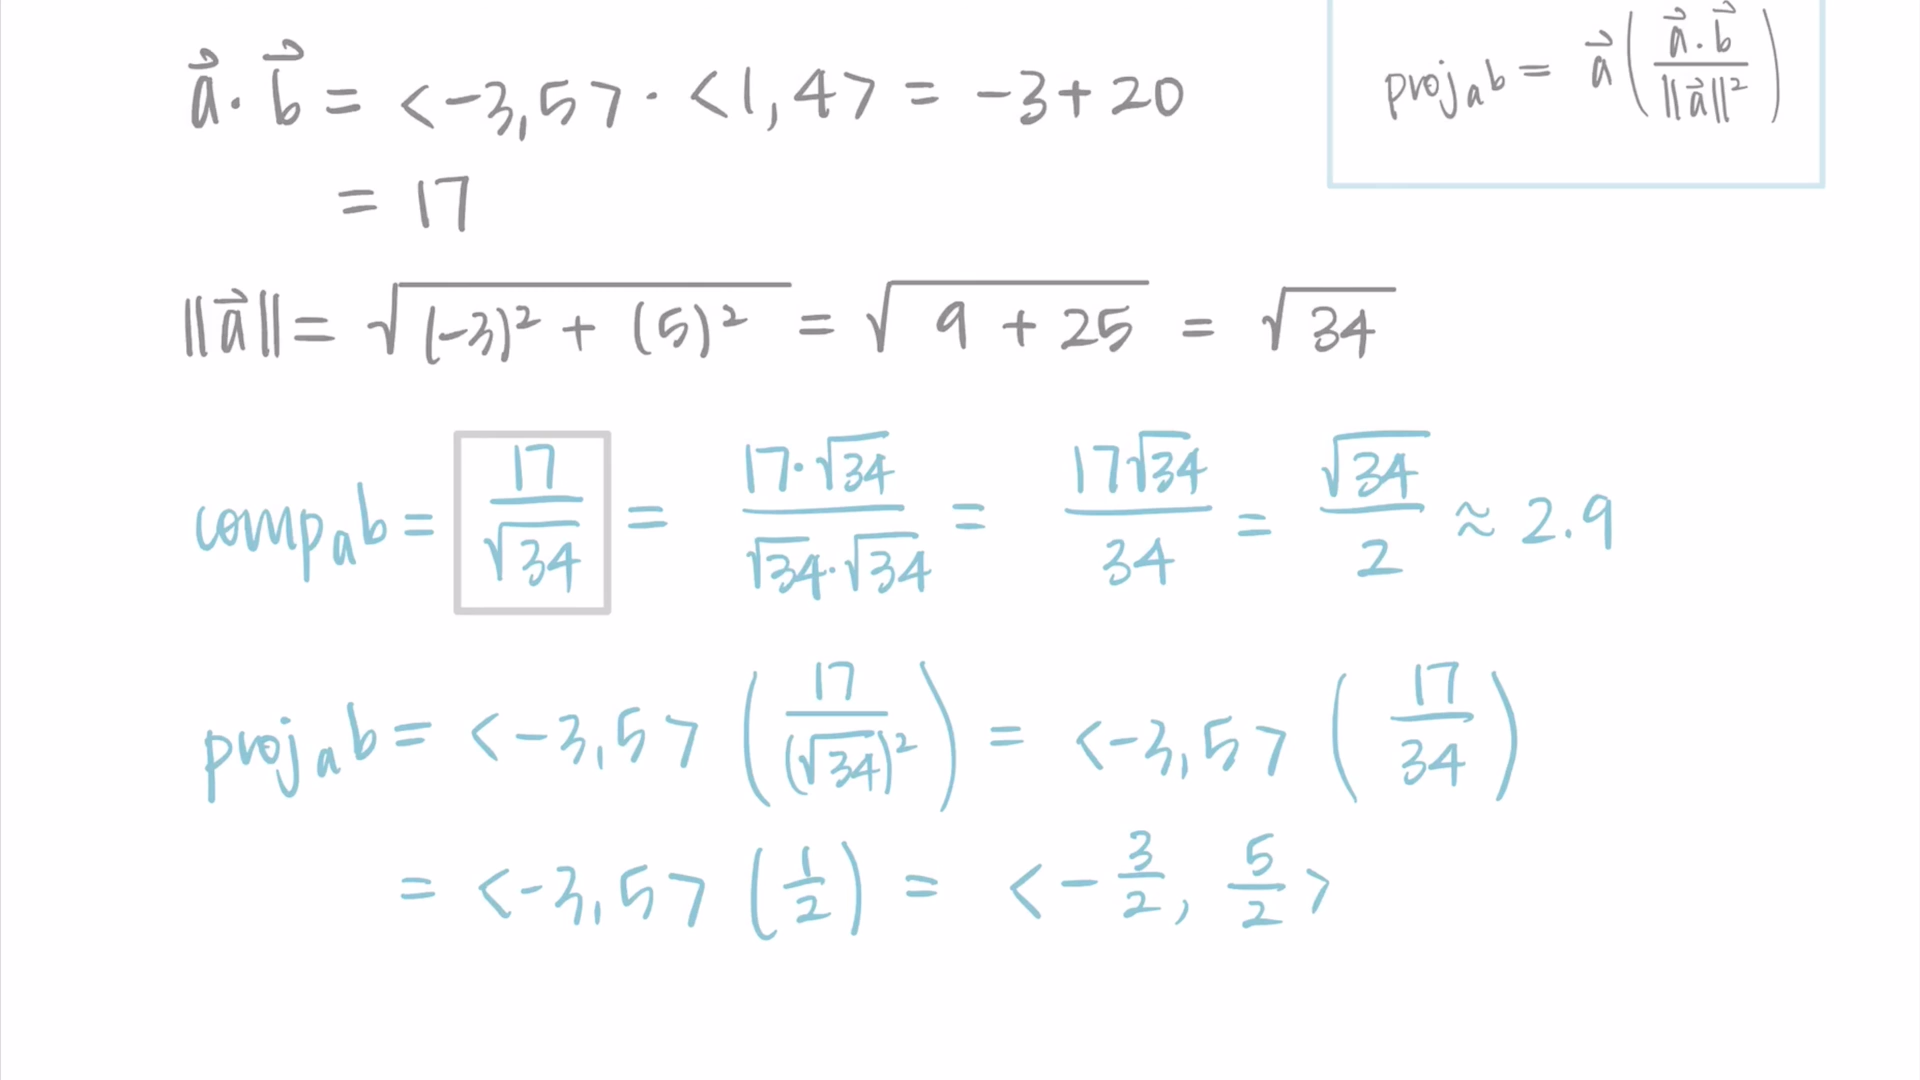 a⃗ · b⃗ = <-3,5> · <1,4> = -3+20
= 17
proj_a b = a⃗ ( (a⃗ · b⃗) / ||a⃗||² )
||a⃗|| = √((-3)² + (5)²) = √(9 + 25) = √34
comp_a b = 17/√34 = (17·√34)/(√34·√34) = 17√34/34 = √34/2 ≈ 2.9
proj_a b = <-3,5> ( 17/(√34)² ) = <-3,5> ( 17/34 )
= <-3,5> (1/2) = <-3/2, 5/2>